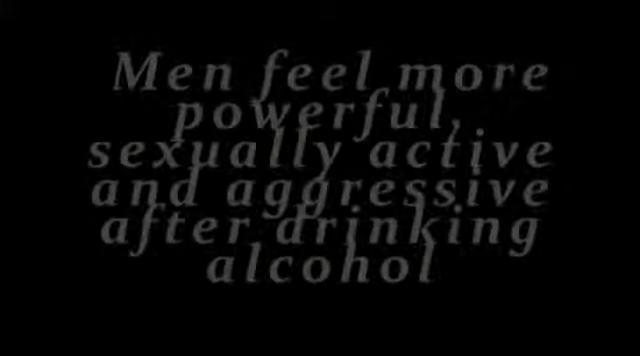 Men feel more
powerful,
sexually active
and aggressive
after drinking
alcohol